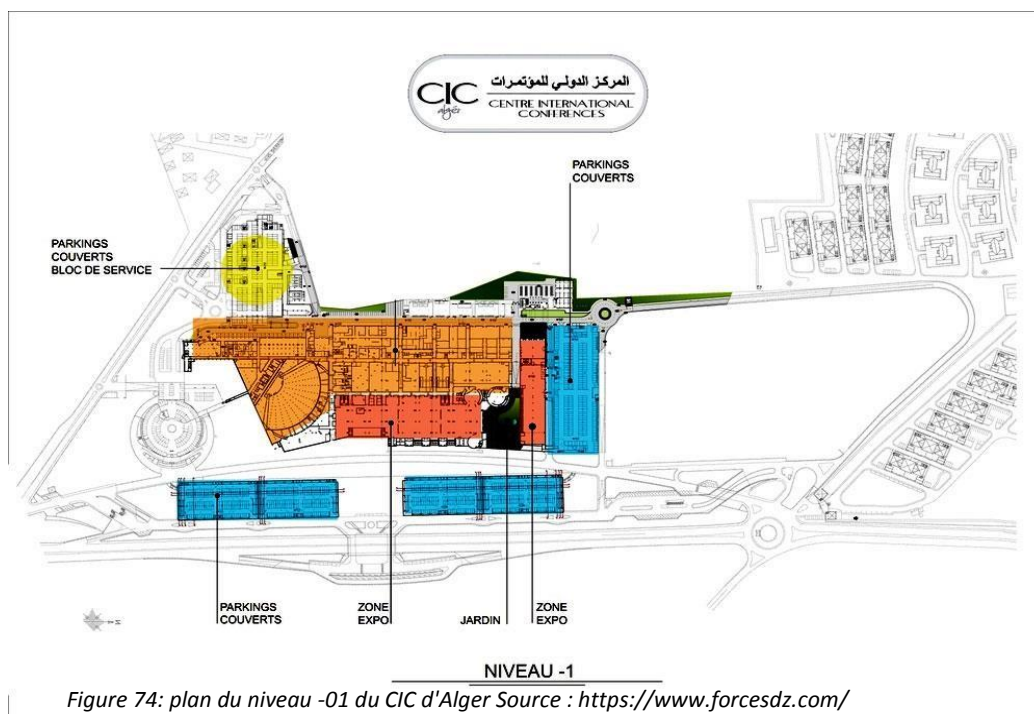 المركز الدولي للمؤتمرات
CIC
alger
CENTRE INTERNATIONAL
CONFERENCES
PARKINGS
COUVERTS
PARKINGS
COUVERTS
BLOC DE SERVICE
PARKINGS
COUVERTS
ZONE
EXPO
JARDIN
ZONE
EXPO
NIVEAU -1
Figure 74: plan du niveau -01 du CIC d'Alger Source : https://www.forcesdz.com/